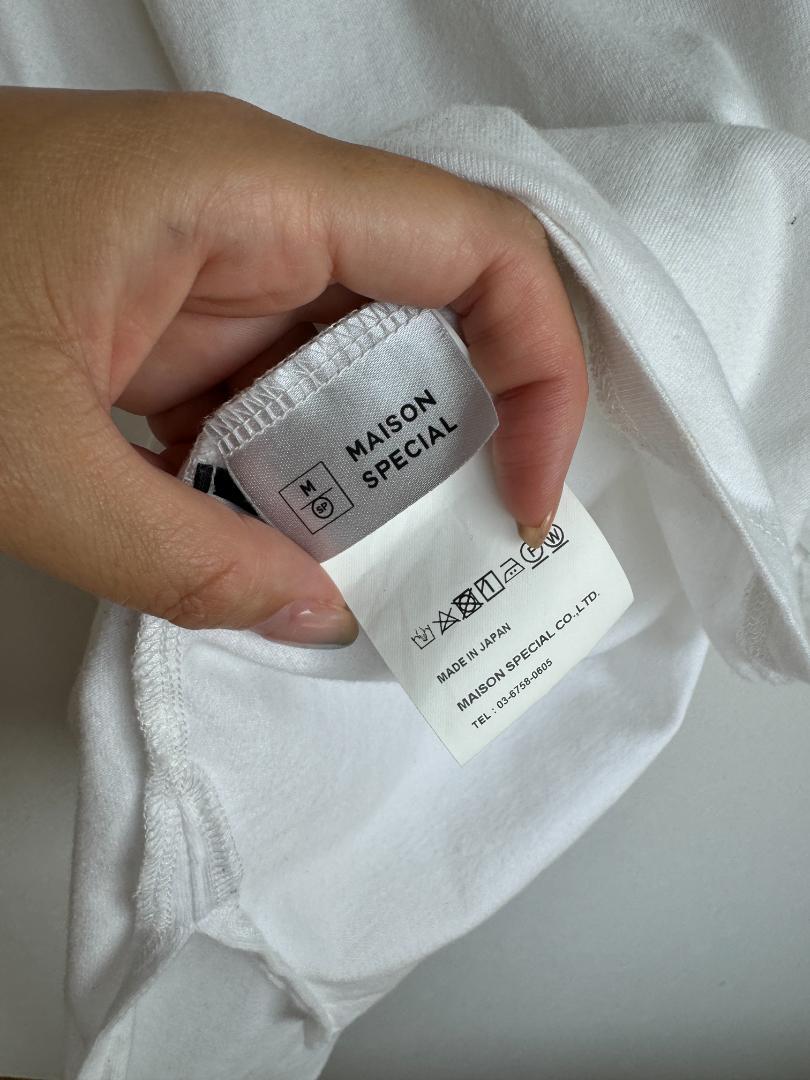 M
SP
MAISON
SPECIAL
P W
MADE IN JAPAN
MAISON SPECIAL CO.,LTD.
TEL : 03-6758-0605